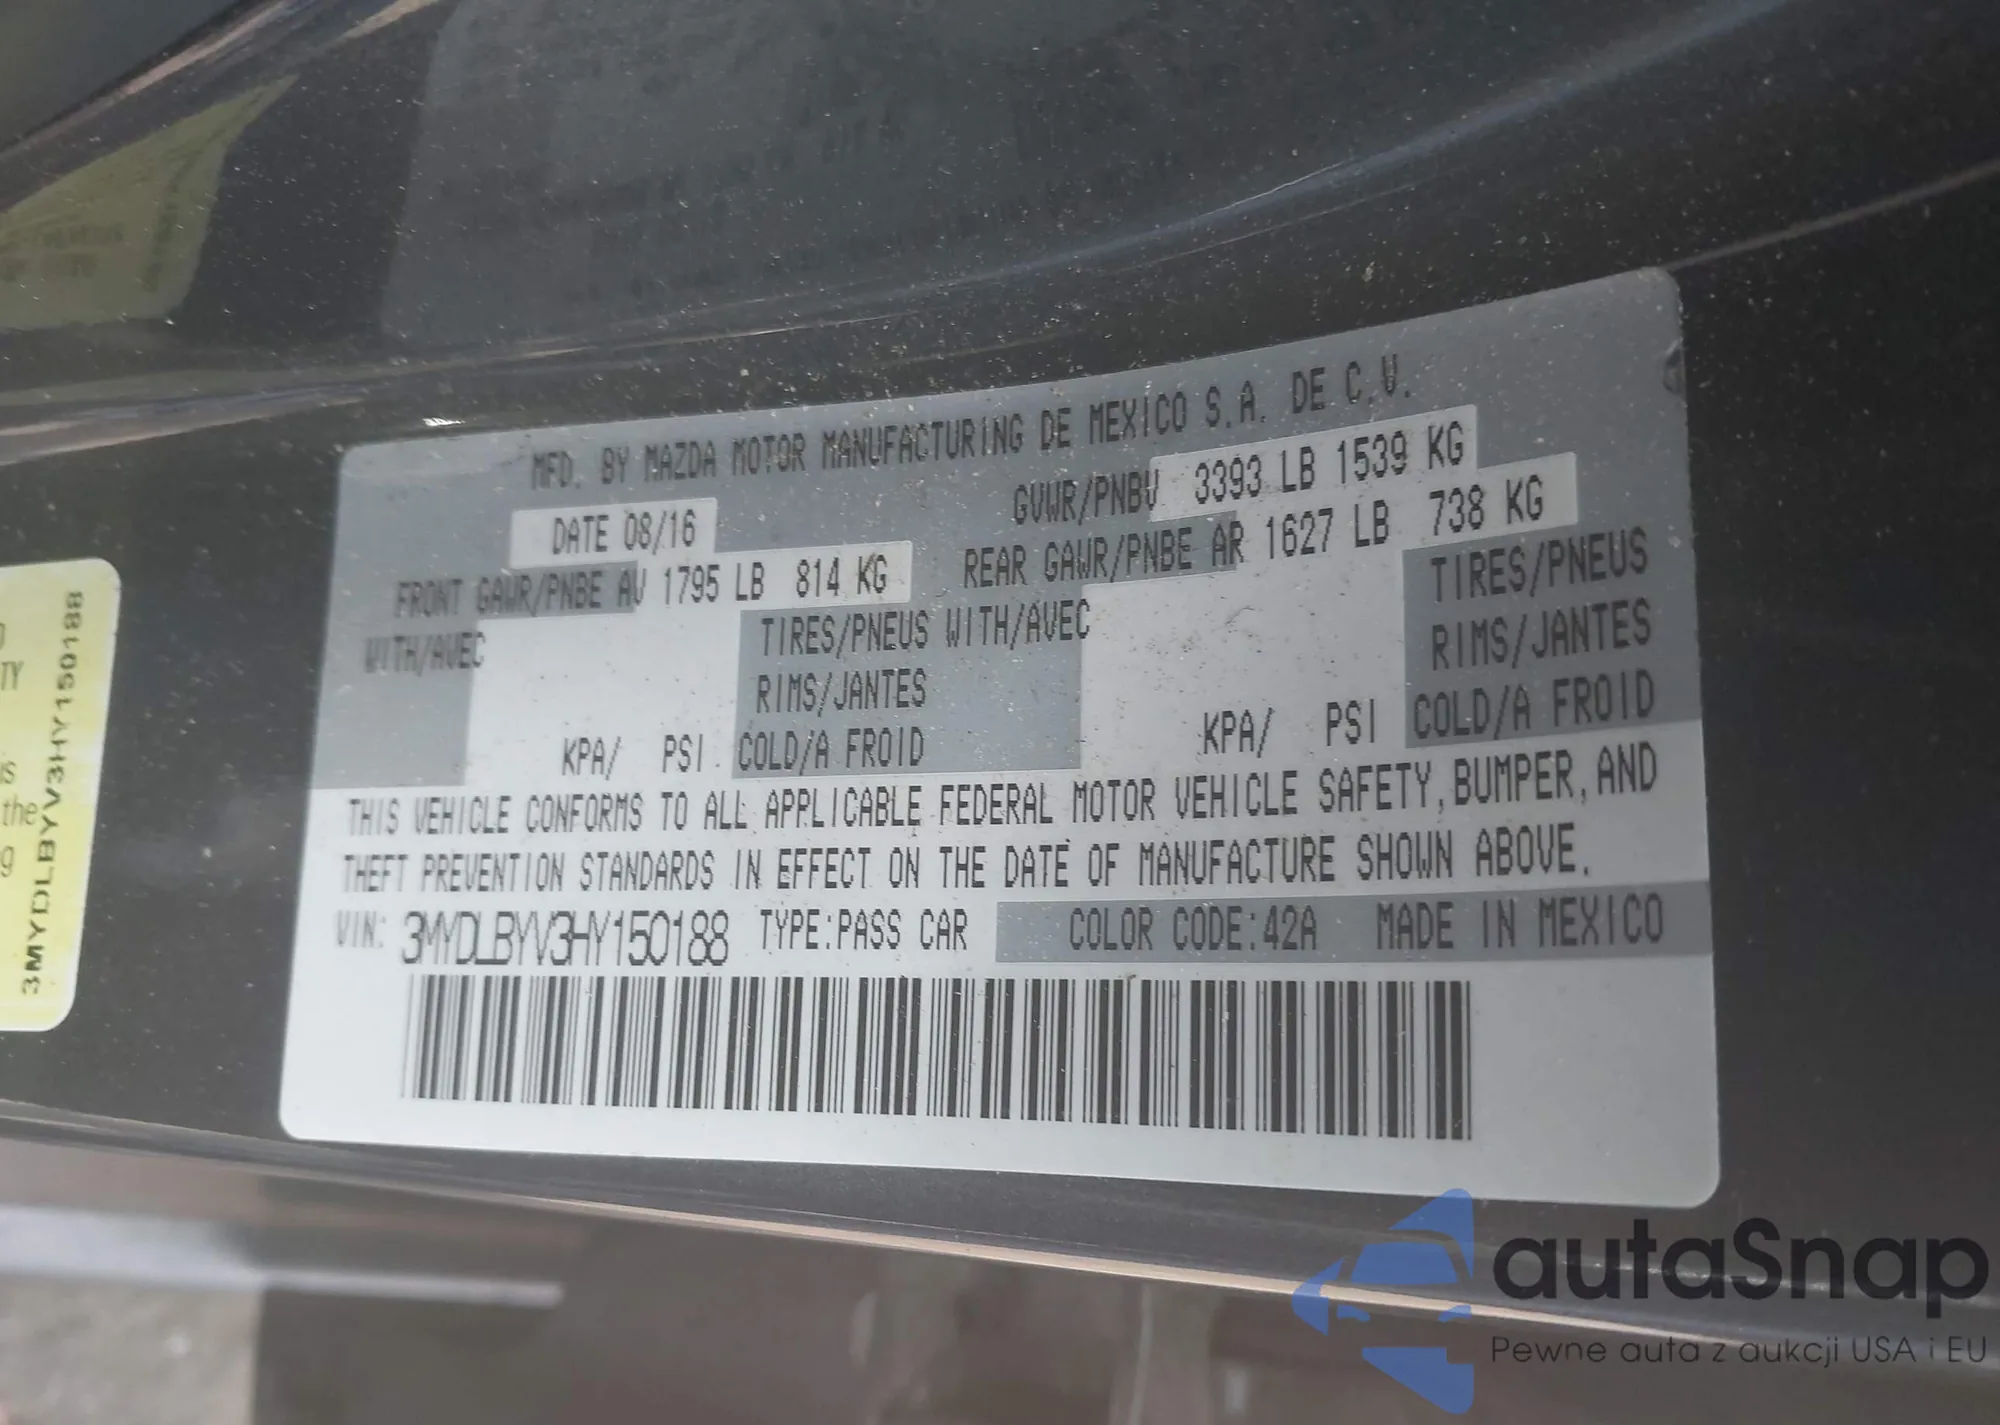 MFD. BY MAZDA MOTOR MANUFACTURING DE MEXICO S.A. DE C.V.
DATE 08/16 GVWR/PNBV 3393 LB 1539 KG
FRONT GAWR/PNBE AV 1795 LB 814 KG REAR GAWR/PNBE AR 1627 LB 738 KG
WITH/AVEC TIRES/PNEUS WITH/AVEC TIRES/PNEUS
RIMS/JANTES RIMS/JANTES
KPA/ PSI COLD/A FROID KPA/ PSI COLD/A FROID
THIS VEHICLE CONFORMS TO ALL APPLICABLE FEDERAL MOTOR VEHICLE SAFETY, BUMPER, AND
THEFT PREVENTION STANDARDS IN EFFECT ON THE DATE OF MANUFACTURE SHOWN ABOVE.
VIN: 3MYDLBYV3HY150188 TYPE:PASS CAR COLOR CODE:42A MADE IN MEXICO
3MYDLBYV3HY150188
the
autaSnap
Pewne auta z aukcji USA i EU